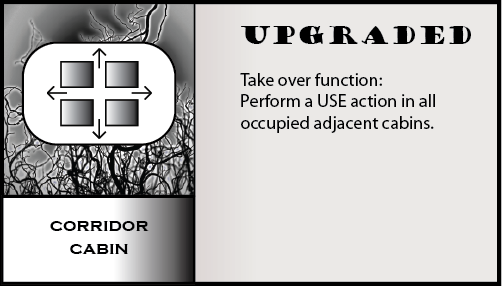 UPGRADED
Take over function:
Perform a USE action in all
occupied adjacent cabins.
CORRIDOR
CABIN